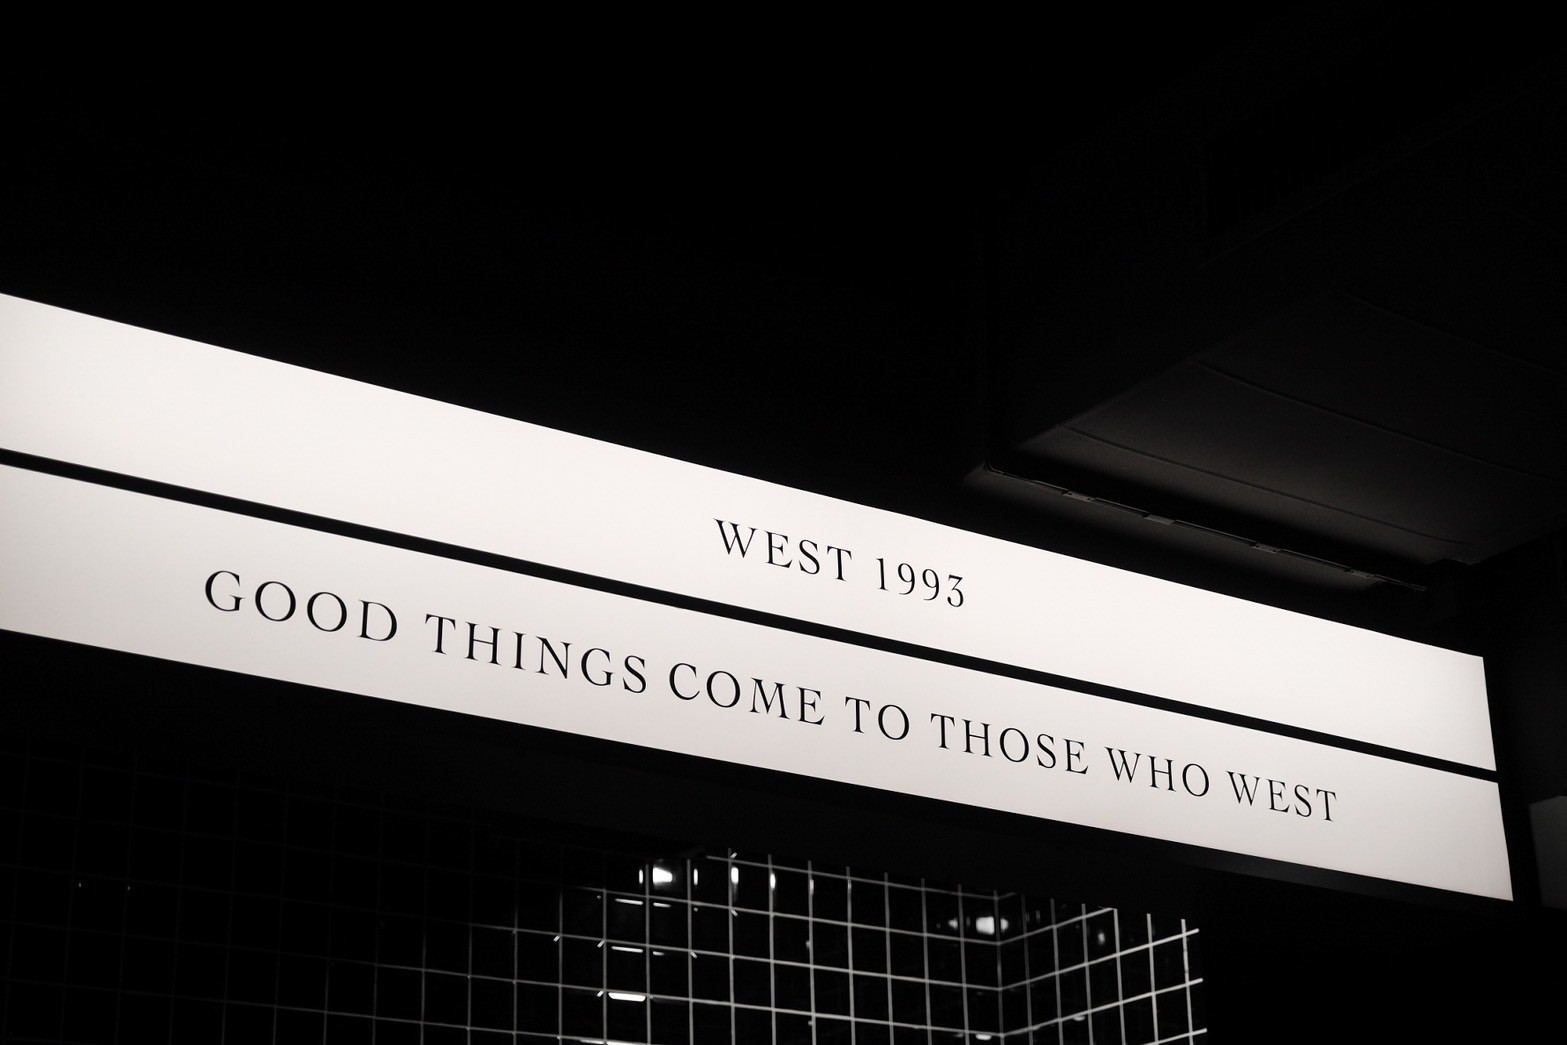 WEST 1993
GOOD THINGS COME TO THOSE WHO WEST